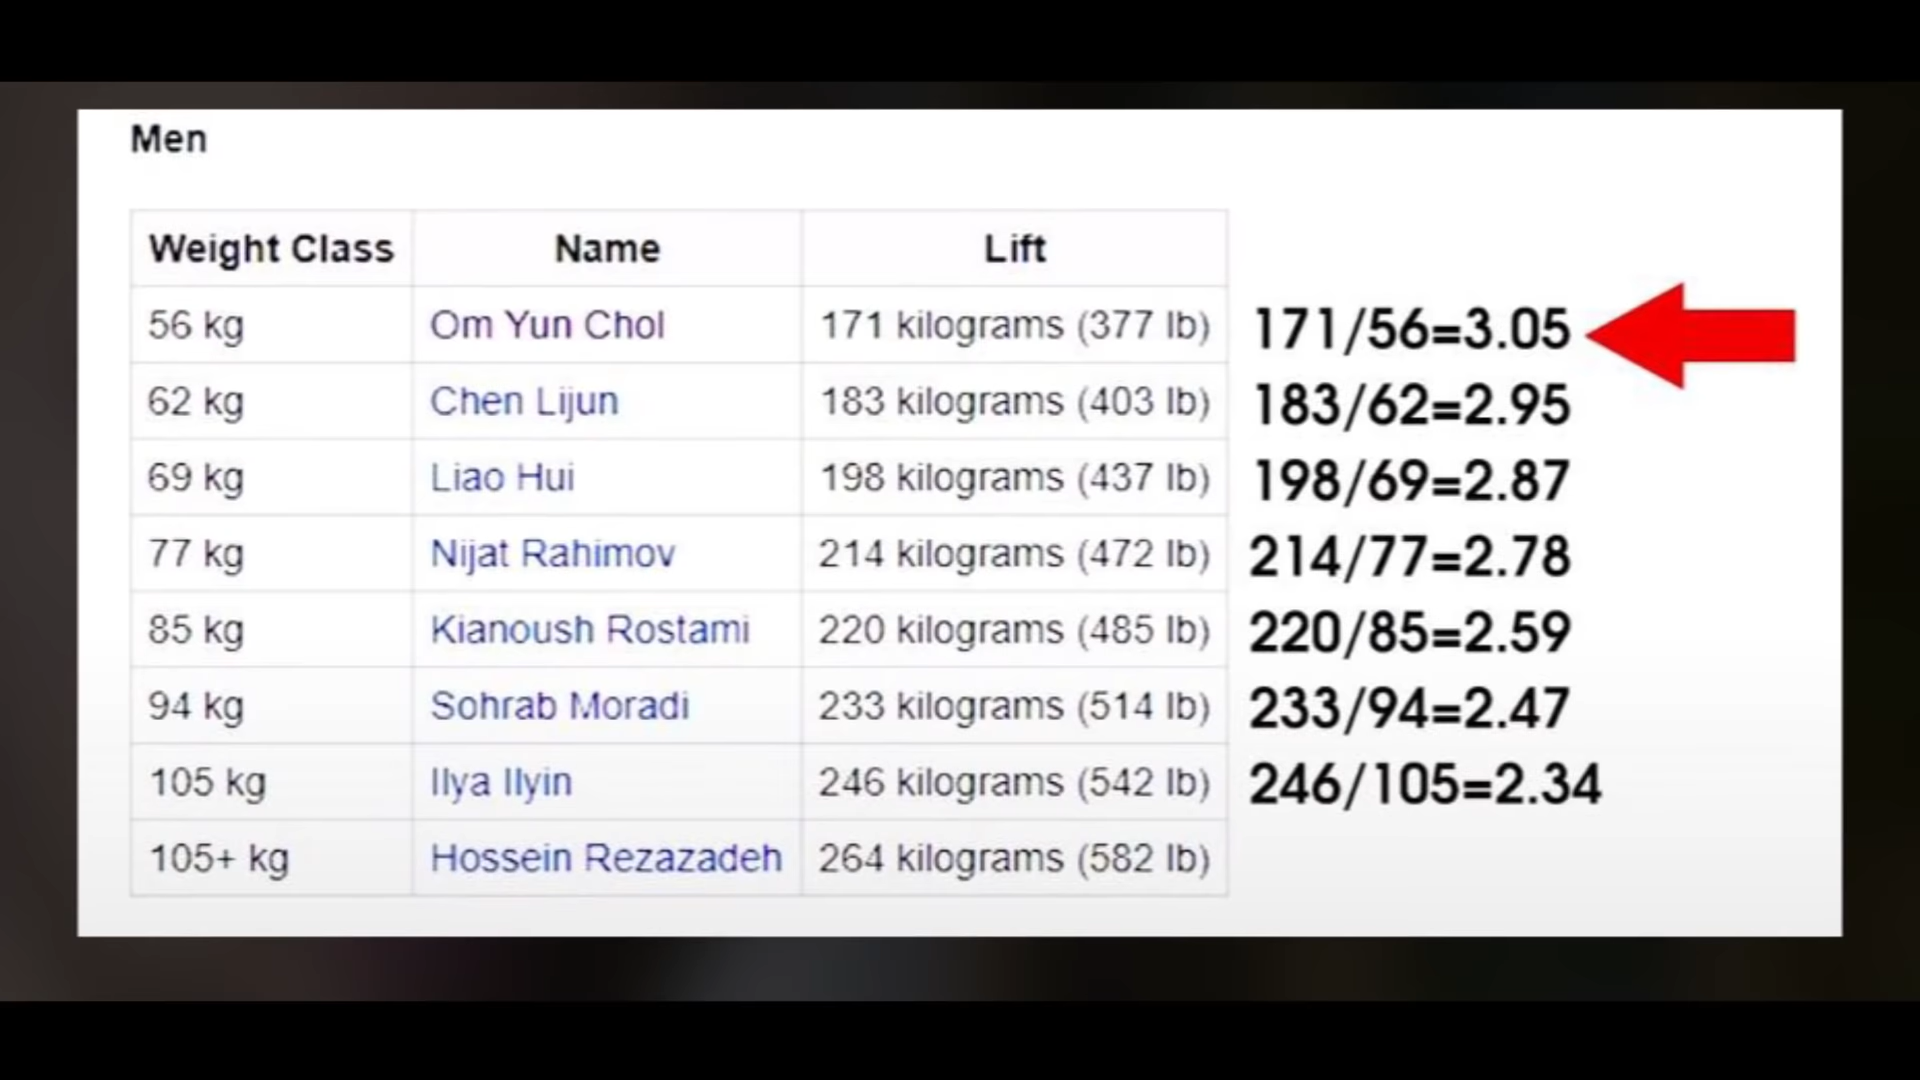 Men
Weight Class Name Lift
56 kg Om Yun Chol 171 kilograms (377 lb) 171/56=3.05
62 kg Chen Lijun 183 kilograms (403 lb) 183/62=2.95
69 kg Liao Hui 198 kilograms (437 lb) 198/69=2.87
77 kg Nijat Rahimov 214 kilograms (472 lb) 214/77=2.78
85 kg Kianoush Rostami 220 kilograms (485 lb) 220/85=2.59
94 kg Sohrab Moradi 233 kilograms (514 lb) 233/94=2.47
105 kg Ilya Ilyin 246 kilograms (542 lb) 246/105=2.34
105+ kg Hossein Rezazadeh 264 kilograms (582 lb)